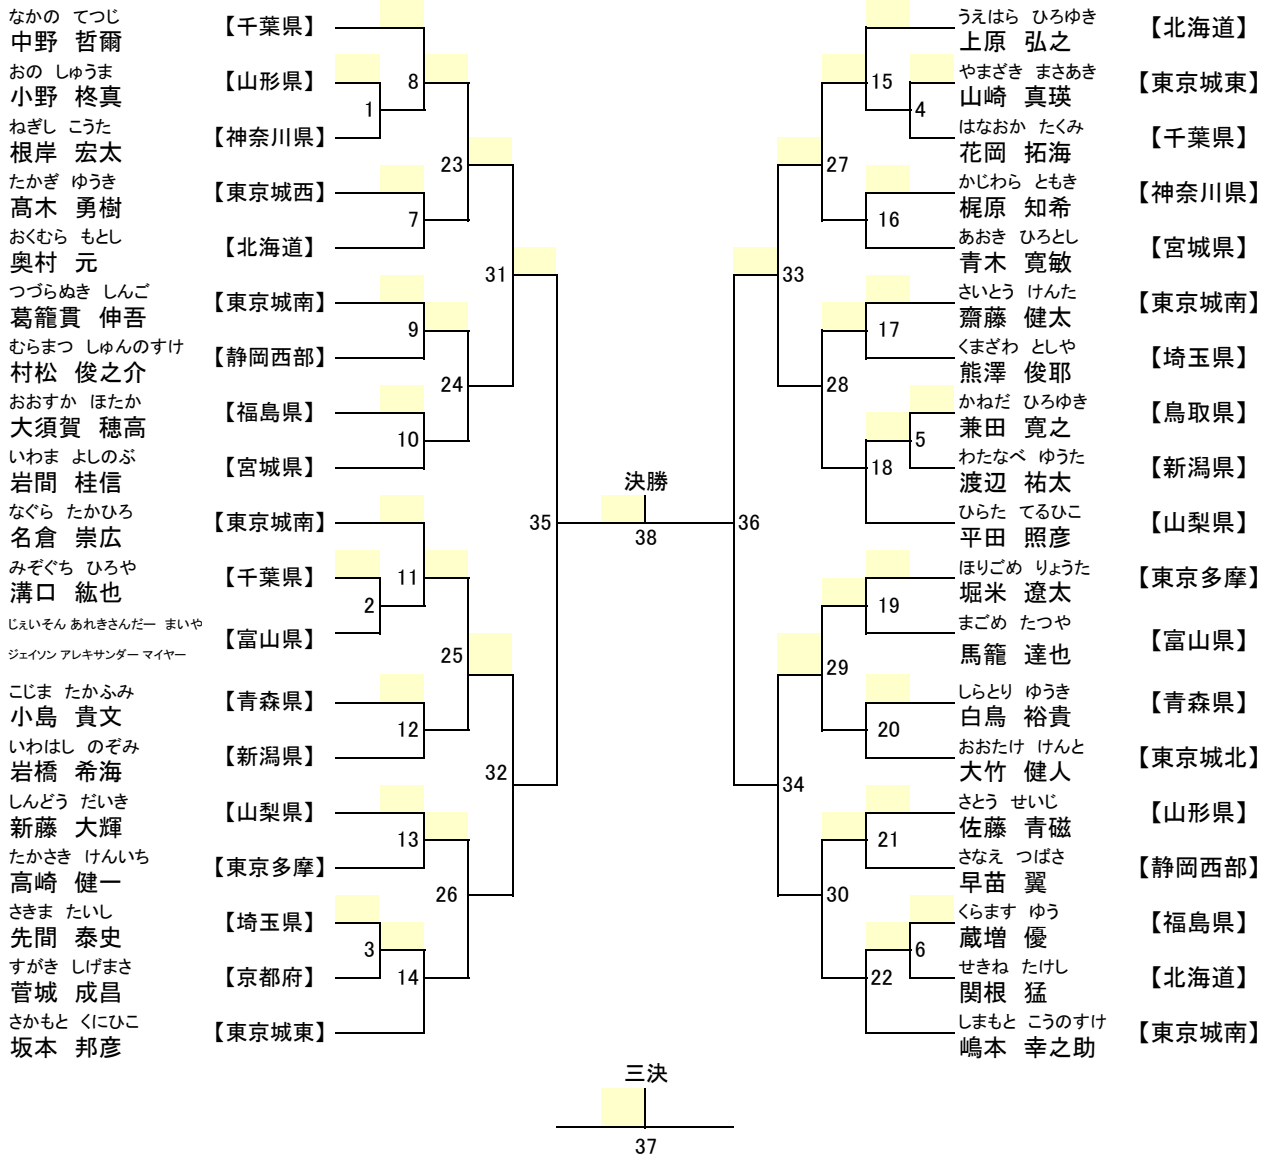 なかの てつじ
中野 哲爾
【千葉県】
おの しゅうま
小野 柊真
【山形県】
ねぎし こうた
根岸 宏太
【神奈川県】
たかぎ ゆうき
髙木 勇樹
【東京城西】
おくむら もとし
奥村 元
【北海道】
つづらぬき しんご
葛籠貫 伸吾
【東京城南】
むらまつ しゅんのすけ
村松 俊之介
【静岡西部】
おおすか ほたか
大須賀 穂高
【福島県】
いわま よしのぶ
岩間 桂信
【宮城県】
なぐら たかひろ
名倉 崇広
【東京城南】
みぞぐち ひろや
溝口 紘也
【千葉県】
じぇいそん あれきさんだー まいや
ジェイソン アレキサンダー マイヤー
【富山県】
こじま たかふみ
小島 貴文
【青森県】
いわはし のぞみ
岩橋 希海
【新潟県】
しんどう だいき
新藤 大輝
【山梨県】
たかさき けんいち
高崎 健一
【東京多摩】
さきま たいし
先間 泰史
【埼玉県】
すがき しげまさ
菅城 成昌
【京都府】
さかもと くにひこ
坂本 邦彦
【東京城東】
1
2
3
8
7
9
10
11
12
13
14
23
24
25
26
31
32
35
決勝
38
36
33
34
27
28
29
30
15
16
17
18
19
20
21
22
4
5
6
うえはら ひろゆき
上原 弘之
【北海道】
やまざき まさあき
山崎 真瑛
【東京城東】
はなおか たくみ
花岡 拓海
【千葉県】
かじわら ともき
梶原 知希
【神奈川県】
あおき ひろとし
青木 寛敏
【宮城県】
さいとう けんた
齋藤 健太
【東京城南】
くまざわ としや
熊澤 俊耶
【埼玉県】
かねだ ひろゆき
兼田 寛之
【鳥取県】
わたなべ ゆうた
渡辺 祐太
【新潟県】
ひらた てるひこ
平田 照彦
【山梨県】
ほりごめ りょうた
堀米 遼太
【東京多摩】
まごめ たつや
馬籠 達也
【富山県】
しらとり ゆうき
白鳥 裕貴
【青森県】
おおたけ けんと
大竹 健人
【東京城北】
さとう せいじ
佐藤 青磁
【山形県】
さなえ つばさ
早苗 翼
【静岡西部】
くらます ゆう
蔵増 優
【福島県】
せきね たけし
関根 猛
【北海道】
しまもと こうのすけ
嶋本 幸之助
【東京城南】
三決
37